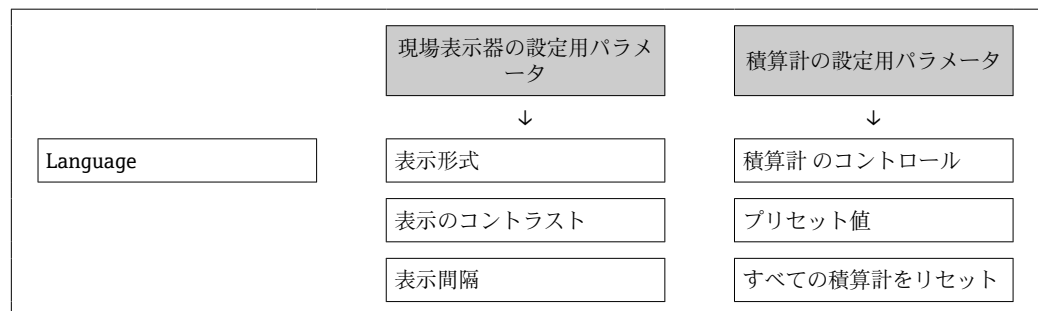 現場表示器の設定用パラメ
ータ
積算計の設定用パラメータ
↓
↓
Language
表示形式
積算計 のコントロール
表示のコントラスト
プリセット値
表示間隔
すべての積算計をリセット